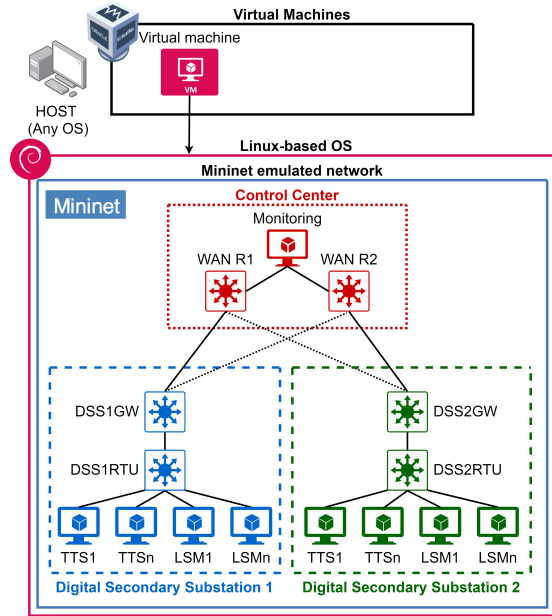 Virtual Machines
ORACLE
VirtualBox
Virtual machine
VM
HOST
(Any OS)
Linux-based OS
Mininet emulated network
Mininet
Control Center
Monitoring
WAN R1
WAN R2
DSS1GW
DSS2GW
DSS1RTU
DSS2RTU
TTS1 TTSn LSM1 LSMn
TTS1 TTSn LSM1 LSMn
Digital Secondary Substation 1
Digital Secondary Substation 2